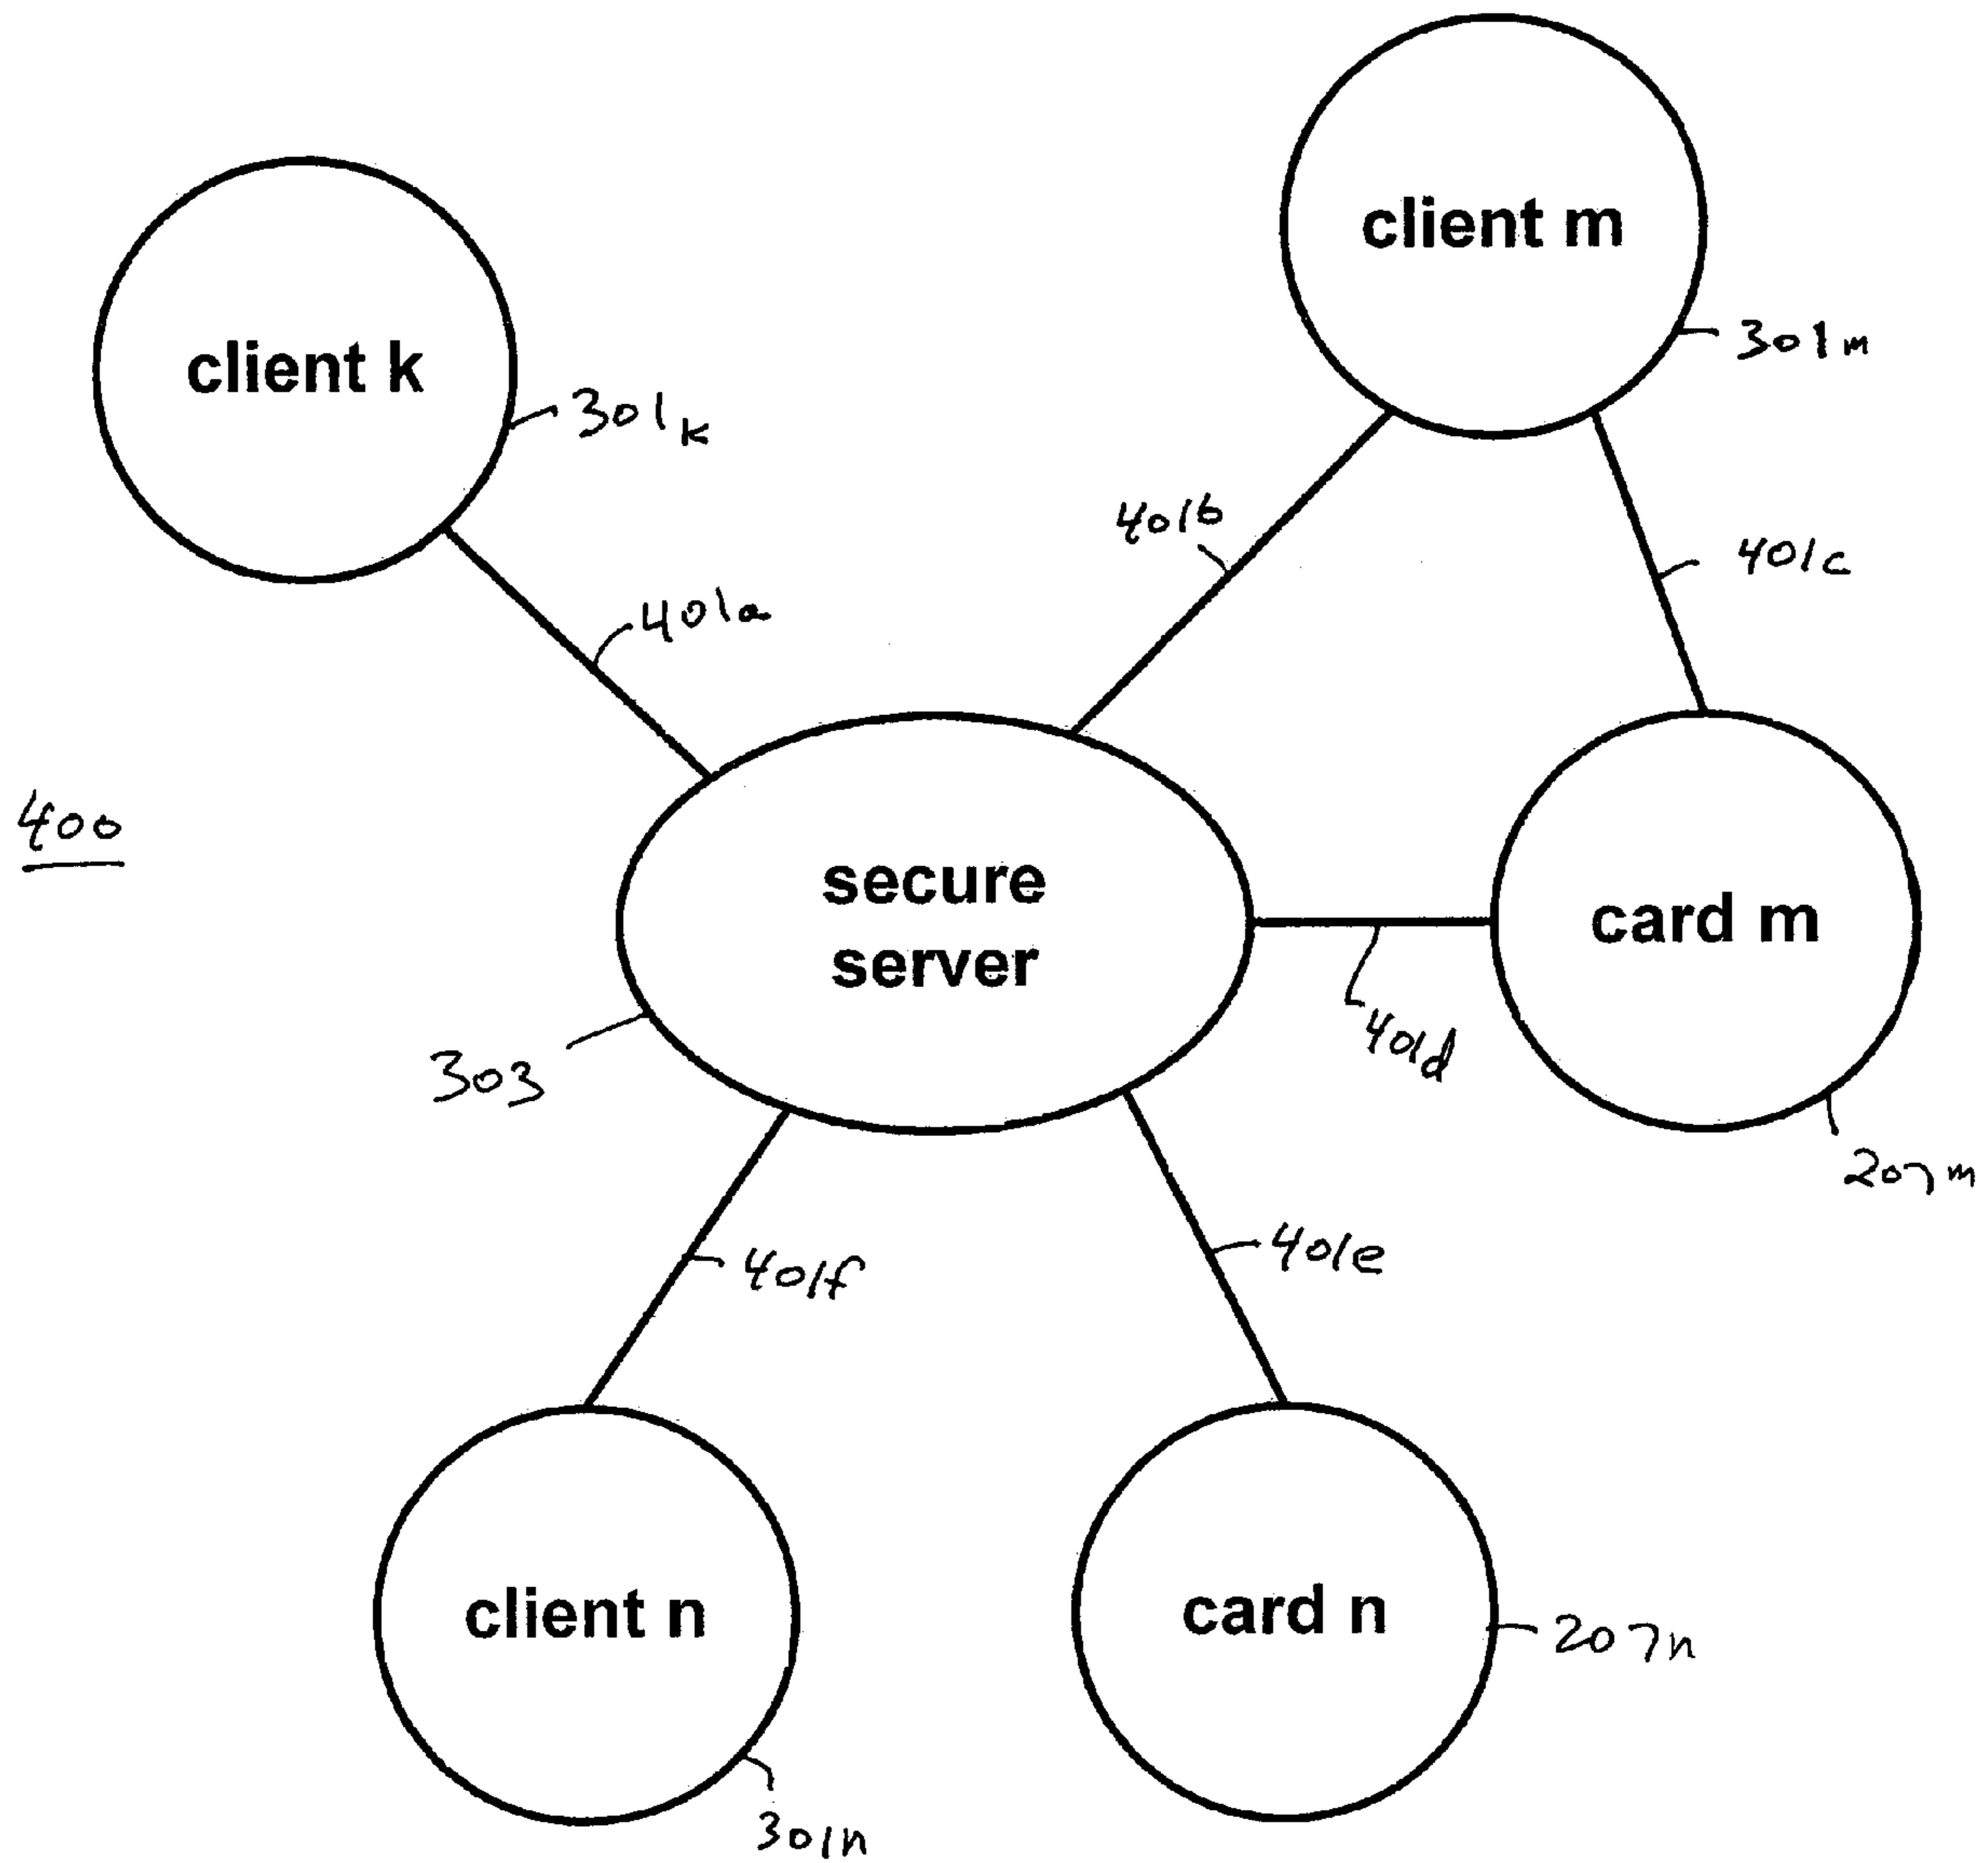 client m
301m
client k
301k
401b
401c
401a
400
secure
server
card m
401d
303
207m
401f
401e
client n
card n
207n
301n